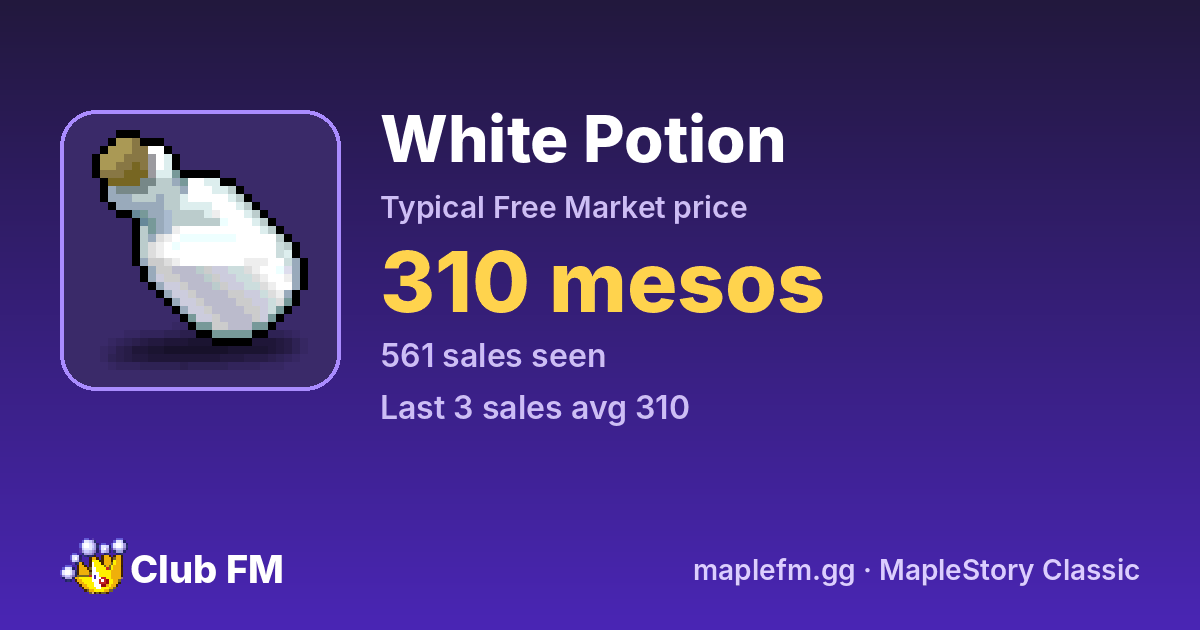 White Potion
Typical Free Market price
310 mesos
561 sales seen
Last 3 sales avg 310
Club FM
maplefm.gg · MapleStory Classic